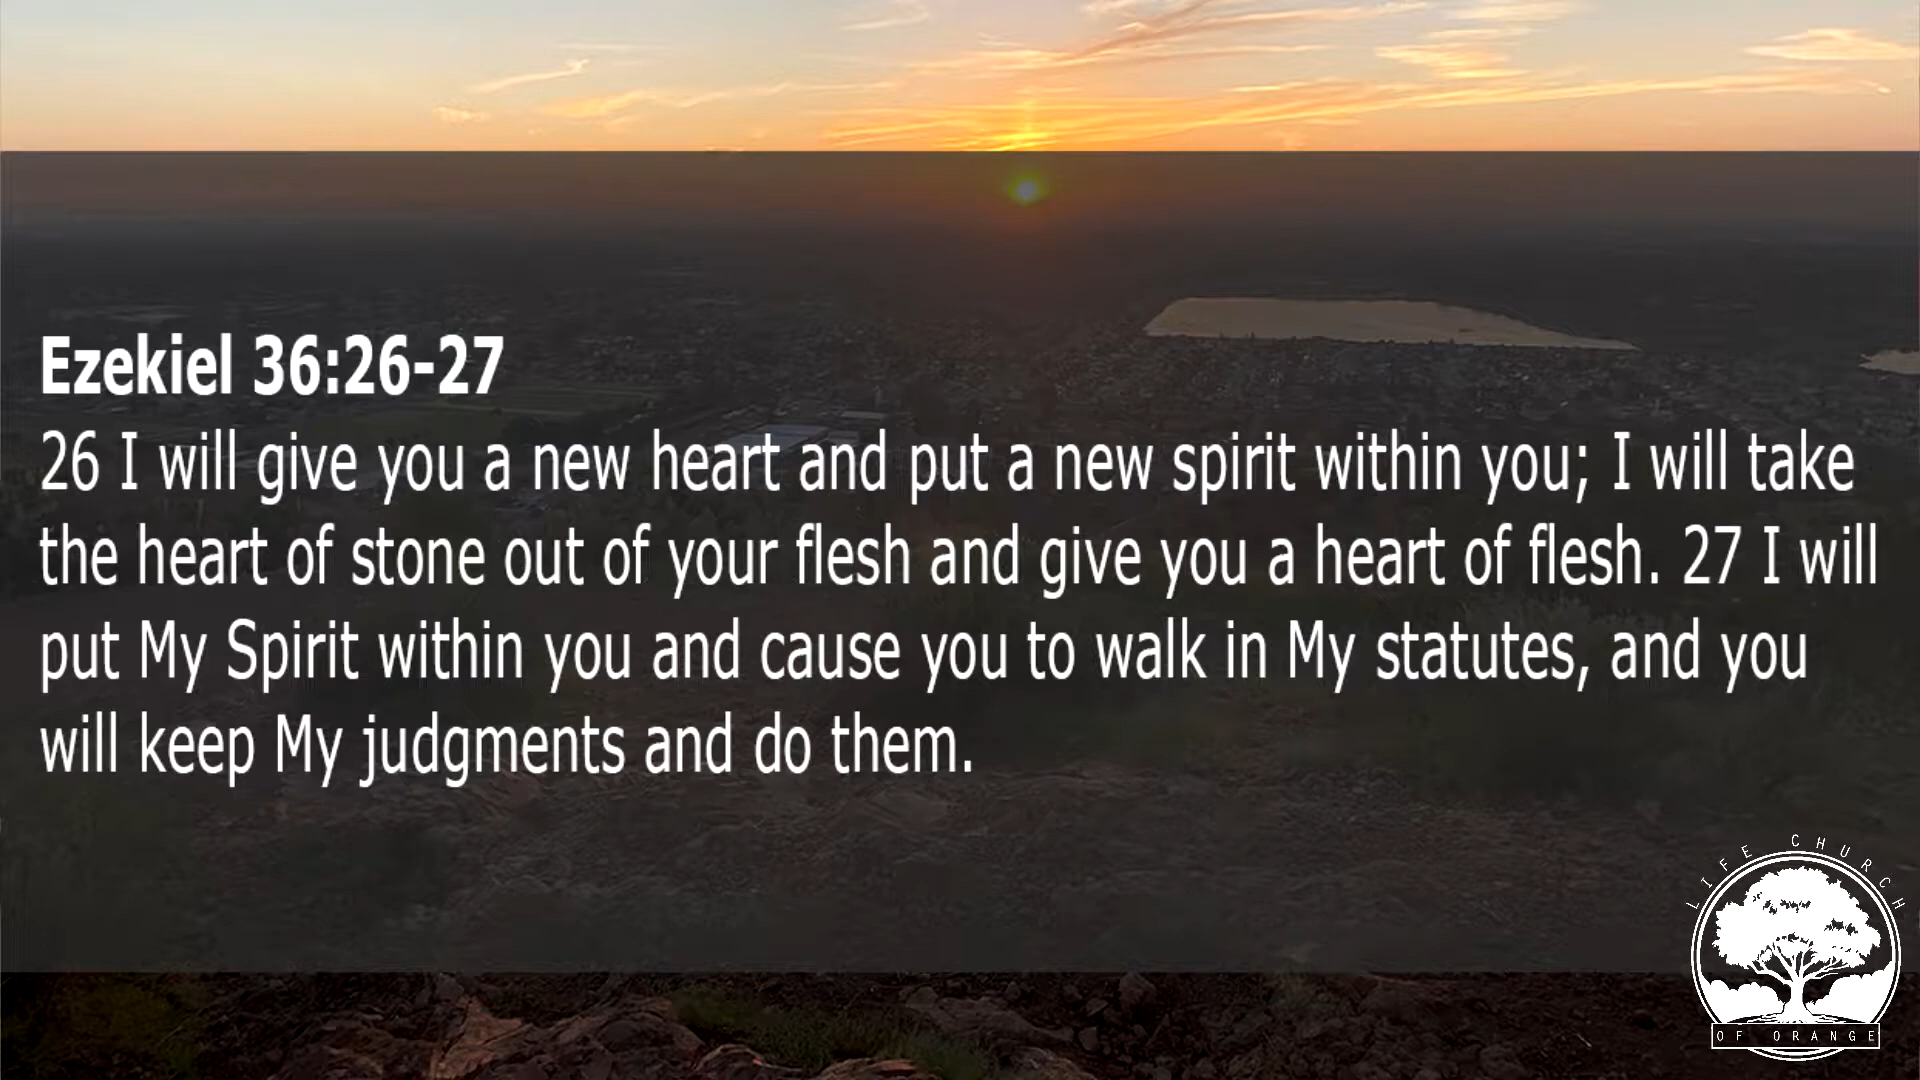 Ezekiel 36:26-27
26 I will give you a new heart and put a new spirit within you; I will take
the heart of stone out of your flesh and give you a heart of flesh. 27 I will
put My Spirit within you and cause you to walk in My statutes, and you
will keep My judgments and do them.
LIFE CHURCH
OF ORANGE